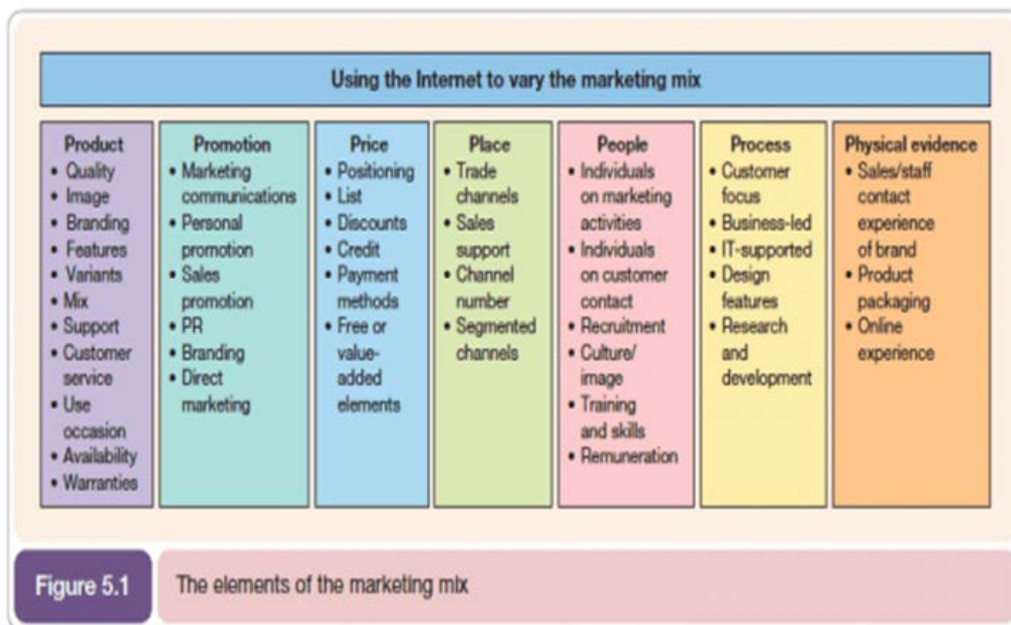 Using the Internet to vary the marketing mix
Product
• Quality
• Image
• Branding
• Features
• Variants
• Mix
• Support
• Customer
service
• Use
occasion
• Availability
• Warranties
Promotion
• Marketing
communications
• Personal
promotion
• Sales
promotion
• PR
• Branding
• Direct
marketing
Price
• Positioning
• List
• Discounts
• Credit
• Payment
methods
• Free or
value-
added
elements
Place
• Trade
channels
• Sales
support
• Channel
number
• Segmented
channels
People
• Individuals
on marketing
activities
• Individuals
on customer
contact
• Recruitment
• Culture/
image
• Training
and skills
• Remuneration
Process
• Customer
focus
• Business-led
• IT-supported
• Design
features
• Research
and
development
Physical evidence
• Sales/staff
contact
experience
of brand
• Product
packaging
• Online
experience
Figure 5.1
The elements of the marketing mix